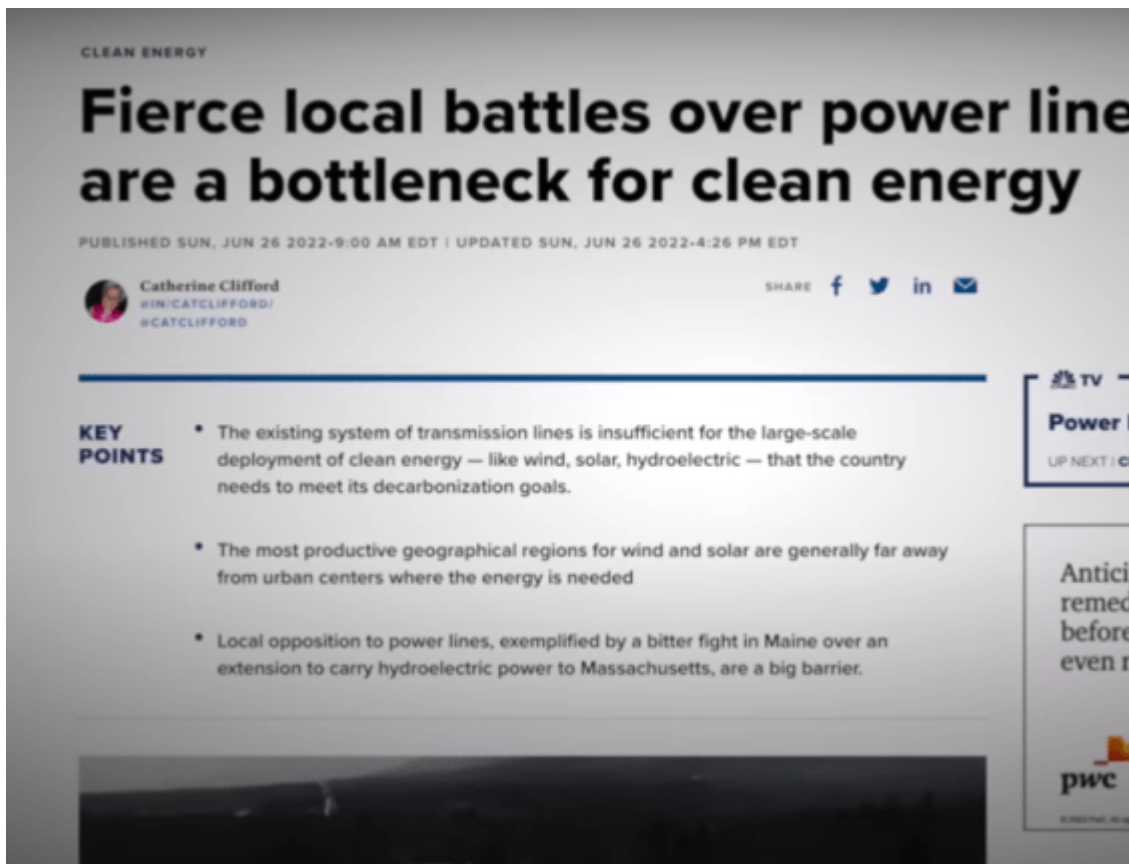 CLEAN ENERGY
Fierce local battles over power line
are a bottleneck for clean energy
PUBLISHED SUN, JUN 26 2022•9:00 AM EDT | UPDATED SUN, JUN 26 2022•4:26 PM EDT
Catherine Clifford
@IN/CATCLIFFORD/
@CATCLIFFORD
SHARE
KEY
POINTS
• The existing system of transmission lines is insufficient for the large-scale
deployment of clean energy — like wind, solar, hydroelectric — that the country
needs to meet its decarbonization goals.
• The most productive geographical regions for wind and solar are generally far away
from urban centers where the energy is needed
• Local opposition to power lines, exemplified by a bitter fight in Maine over an
extension to carry hydroelectric power to Massachusetts, are a big barrier.
TV
Power
UP NEXT |
Antici
remed
before
even r
pwc